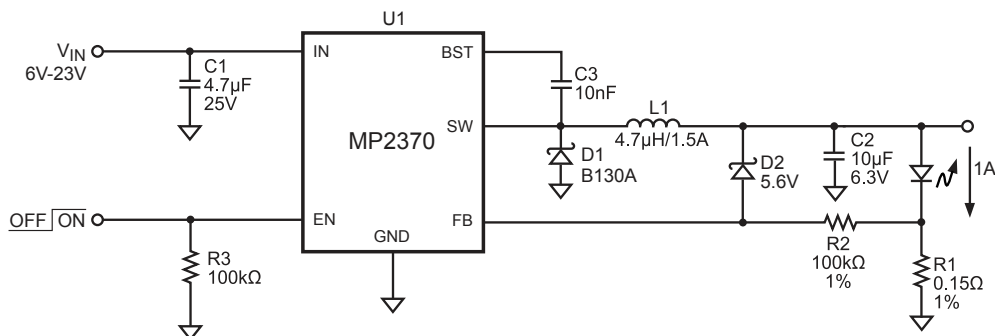 U1
VIN
6V-23V
C1
4.7µF
25V
IN
BST
C3
10nF
MP2370
SW
L1
4.7µH/1.5A
D1
B130A
D2
5.6V
C2
10µF
6.3V
1A
OFF ON
EN
GND
FB
R3
100kΩ
R2
100kΩ
1%
R1
0.15Ω
1%